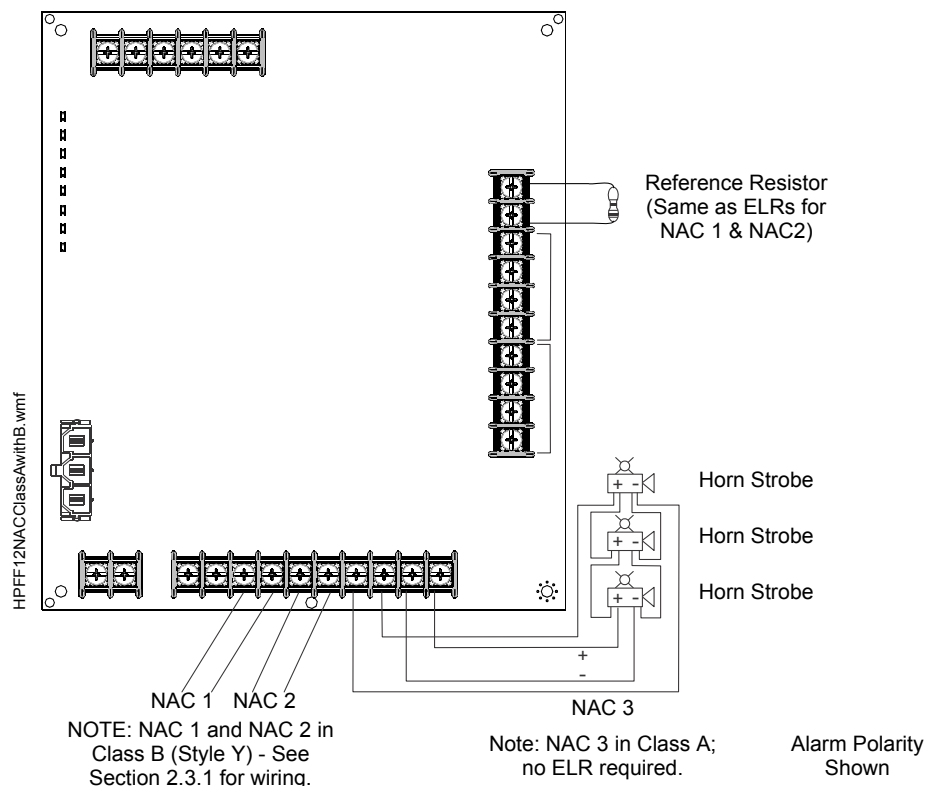 Reference Resistor
(Same as ELRs for
NAC 1 & NAC2)
HPFF12NACClassAwithB.wmf
+ -
Horn Strobe
+ -
Horn Strobe
+ -
Horn Strobe
+
-
NAC 1
NAC 2
NOTE: NAC 1 and NAC 2 in
Class B (Style Y) - See
Section 2.3.1 for wiring.
NAC 3
Note: NAC 3 in Class A;
no ELR required.
Alarm Polarity
Shown